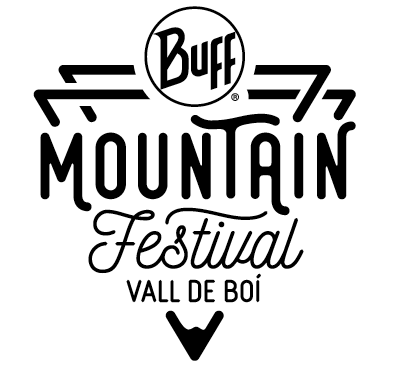 BUFF®
MOUNTAIN
Festival
VALL DE BOÍ